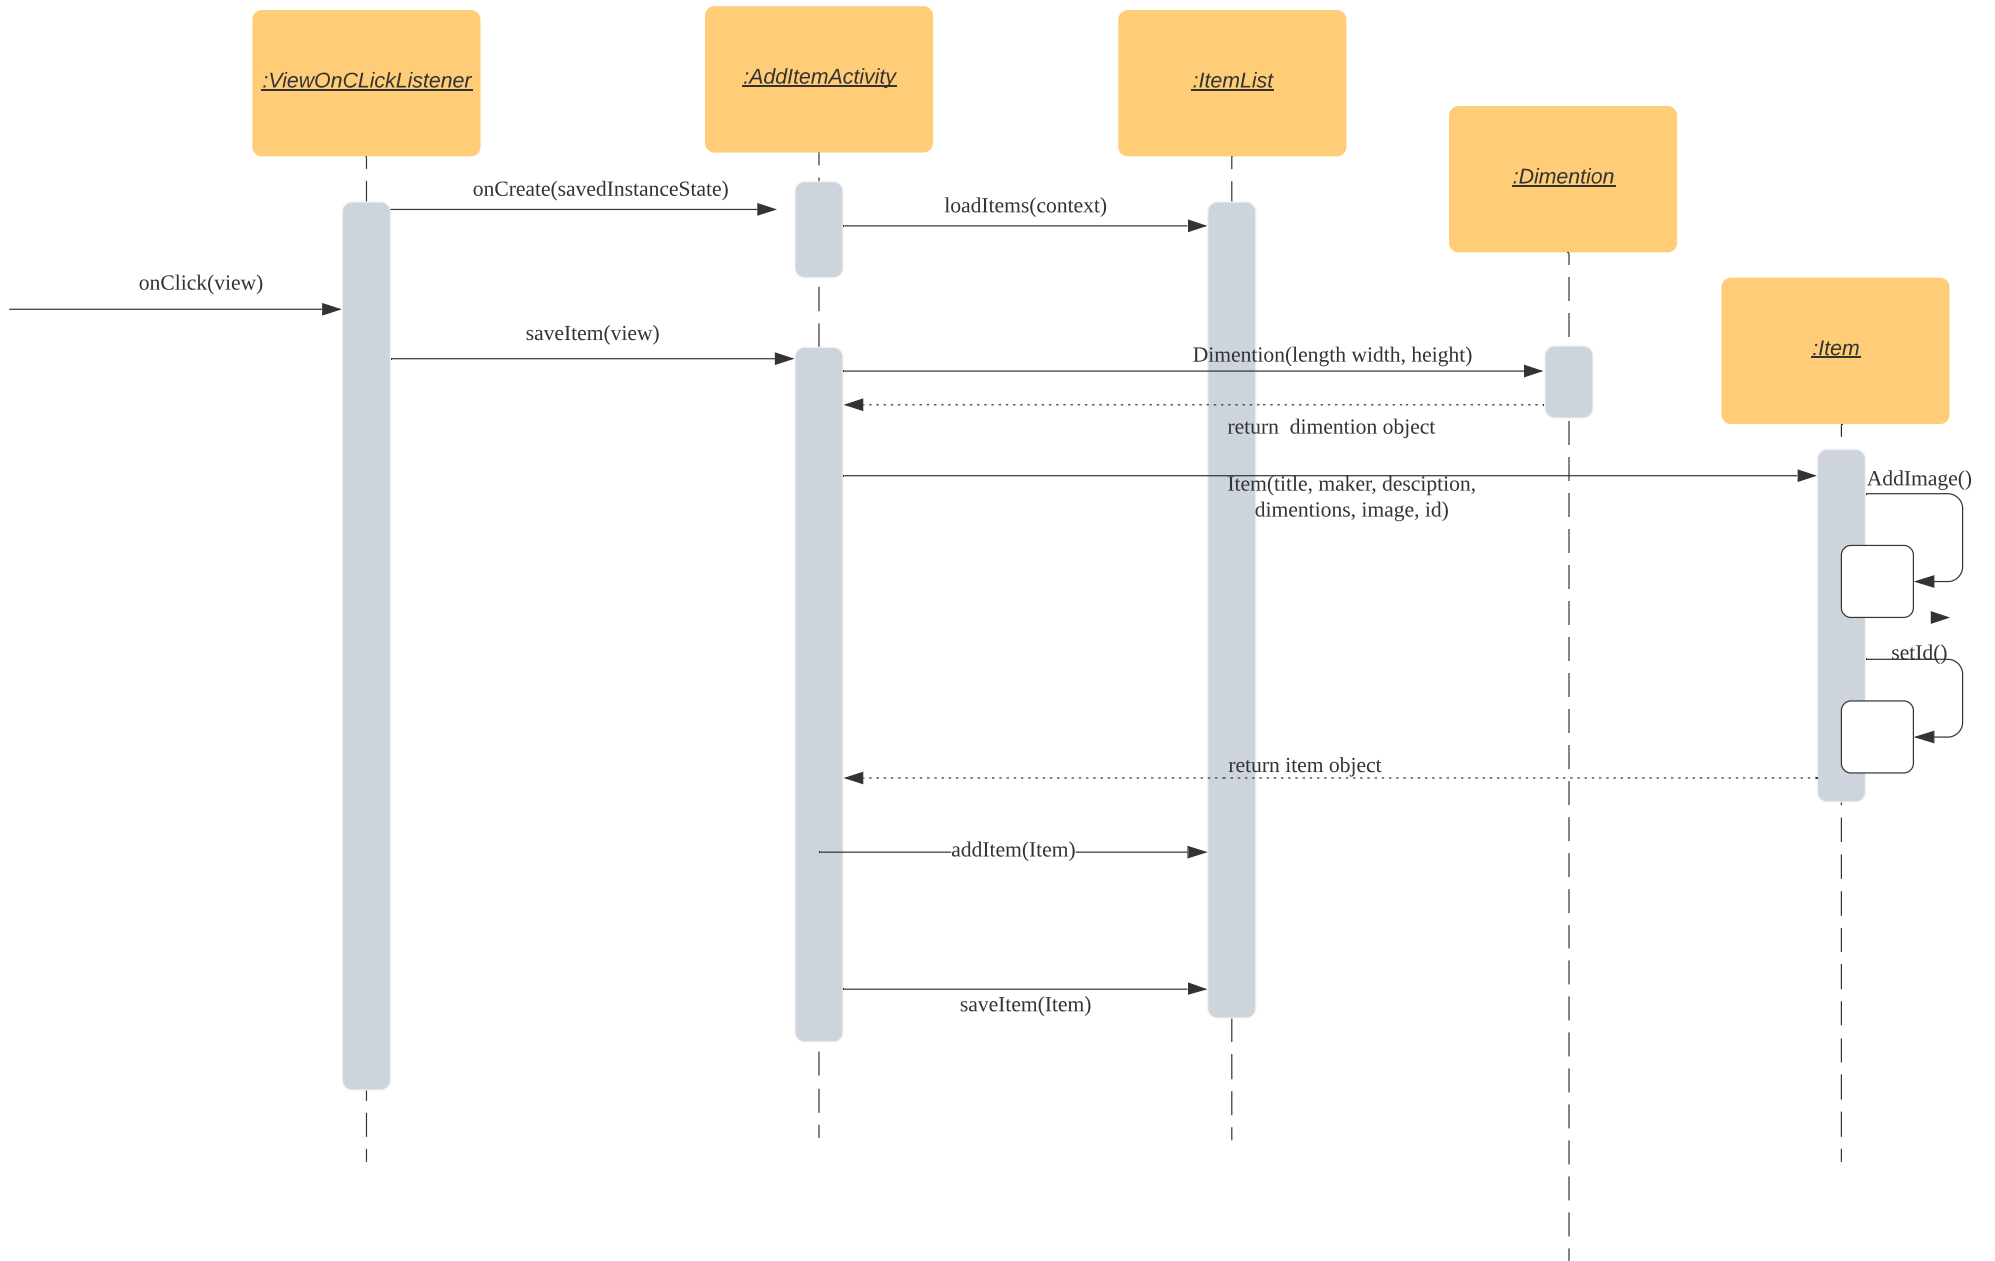 :ViewOnCLickListener
:AddItemActivity
:ItemList
:Dimention
:Item
onCreate(savedInstanceState)
loadItems(context)
onClick(view)
saveItem(view)
Dimention(length width, height)
return  dimention object
Item(title, maker, desciption,
dimentions, image, id)
AddImage()
setId()
return item object
addItem(Item)
saveItem(Item)